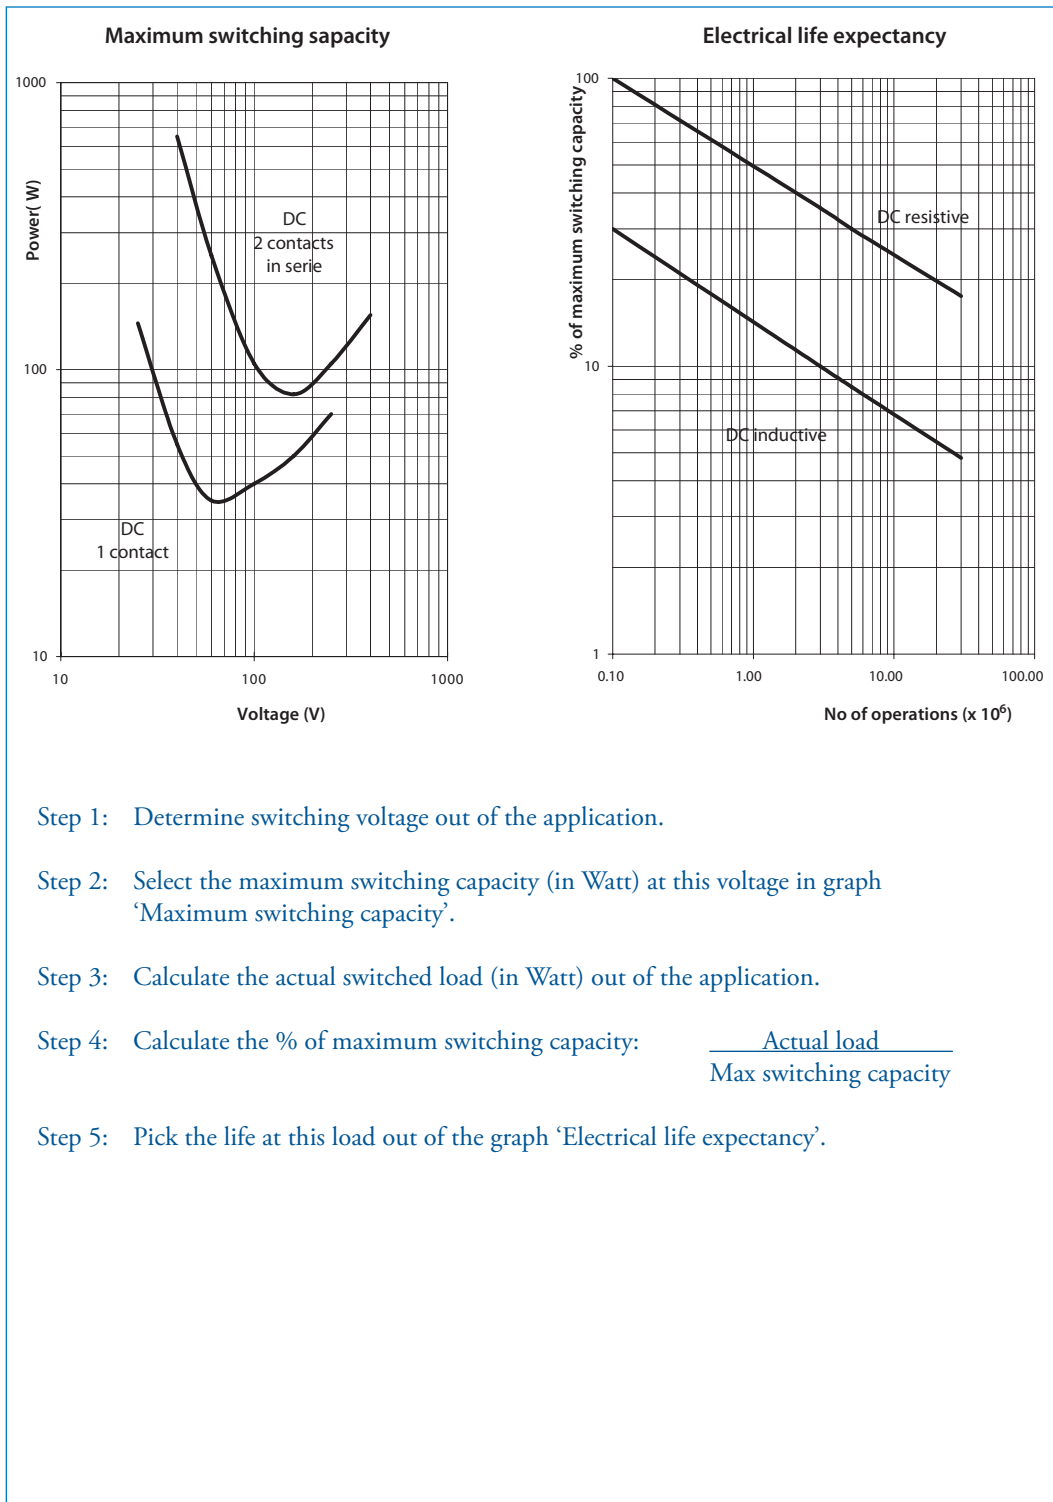 Maximum switching sapacity
1000
100
10
10
100
1000
Power( W)
Voltage (V)
DC
2 contacts
in serie
DC
1 contact
Electrical life expectancy
100
10
1
0.10
1.00
10.00
100.00
% of maximum switching capacity
No of operations (x 10⁶)
DC resistive
DC inductive
Step 1: Determine switching voltage out of the application.
Step 2: Select the maximum switching capacity (in Watt) at this voltage in graph
‘Maximum switching capacity’.
Step 3: Calculate the actual switched load (in Watt) out of the application.
Step 4: Calculate the % of maximum switching capacity: Actual load
Max switching capacity
Step 5: Pick the life at this load out of the graph ‘Electrical life expectancy’.